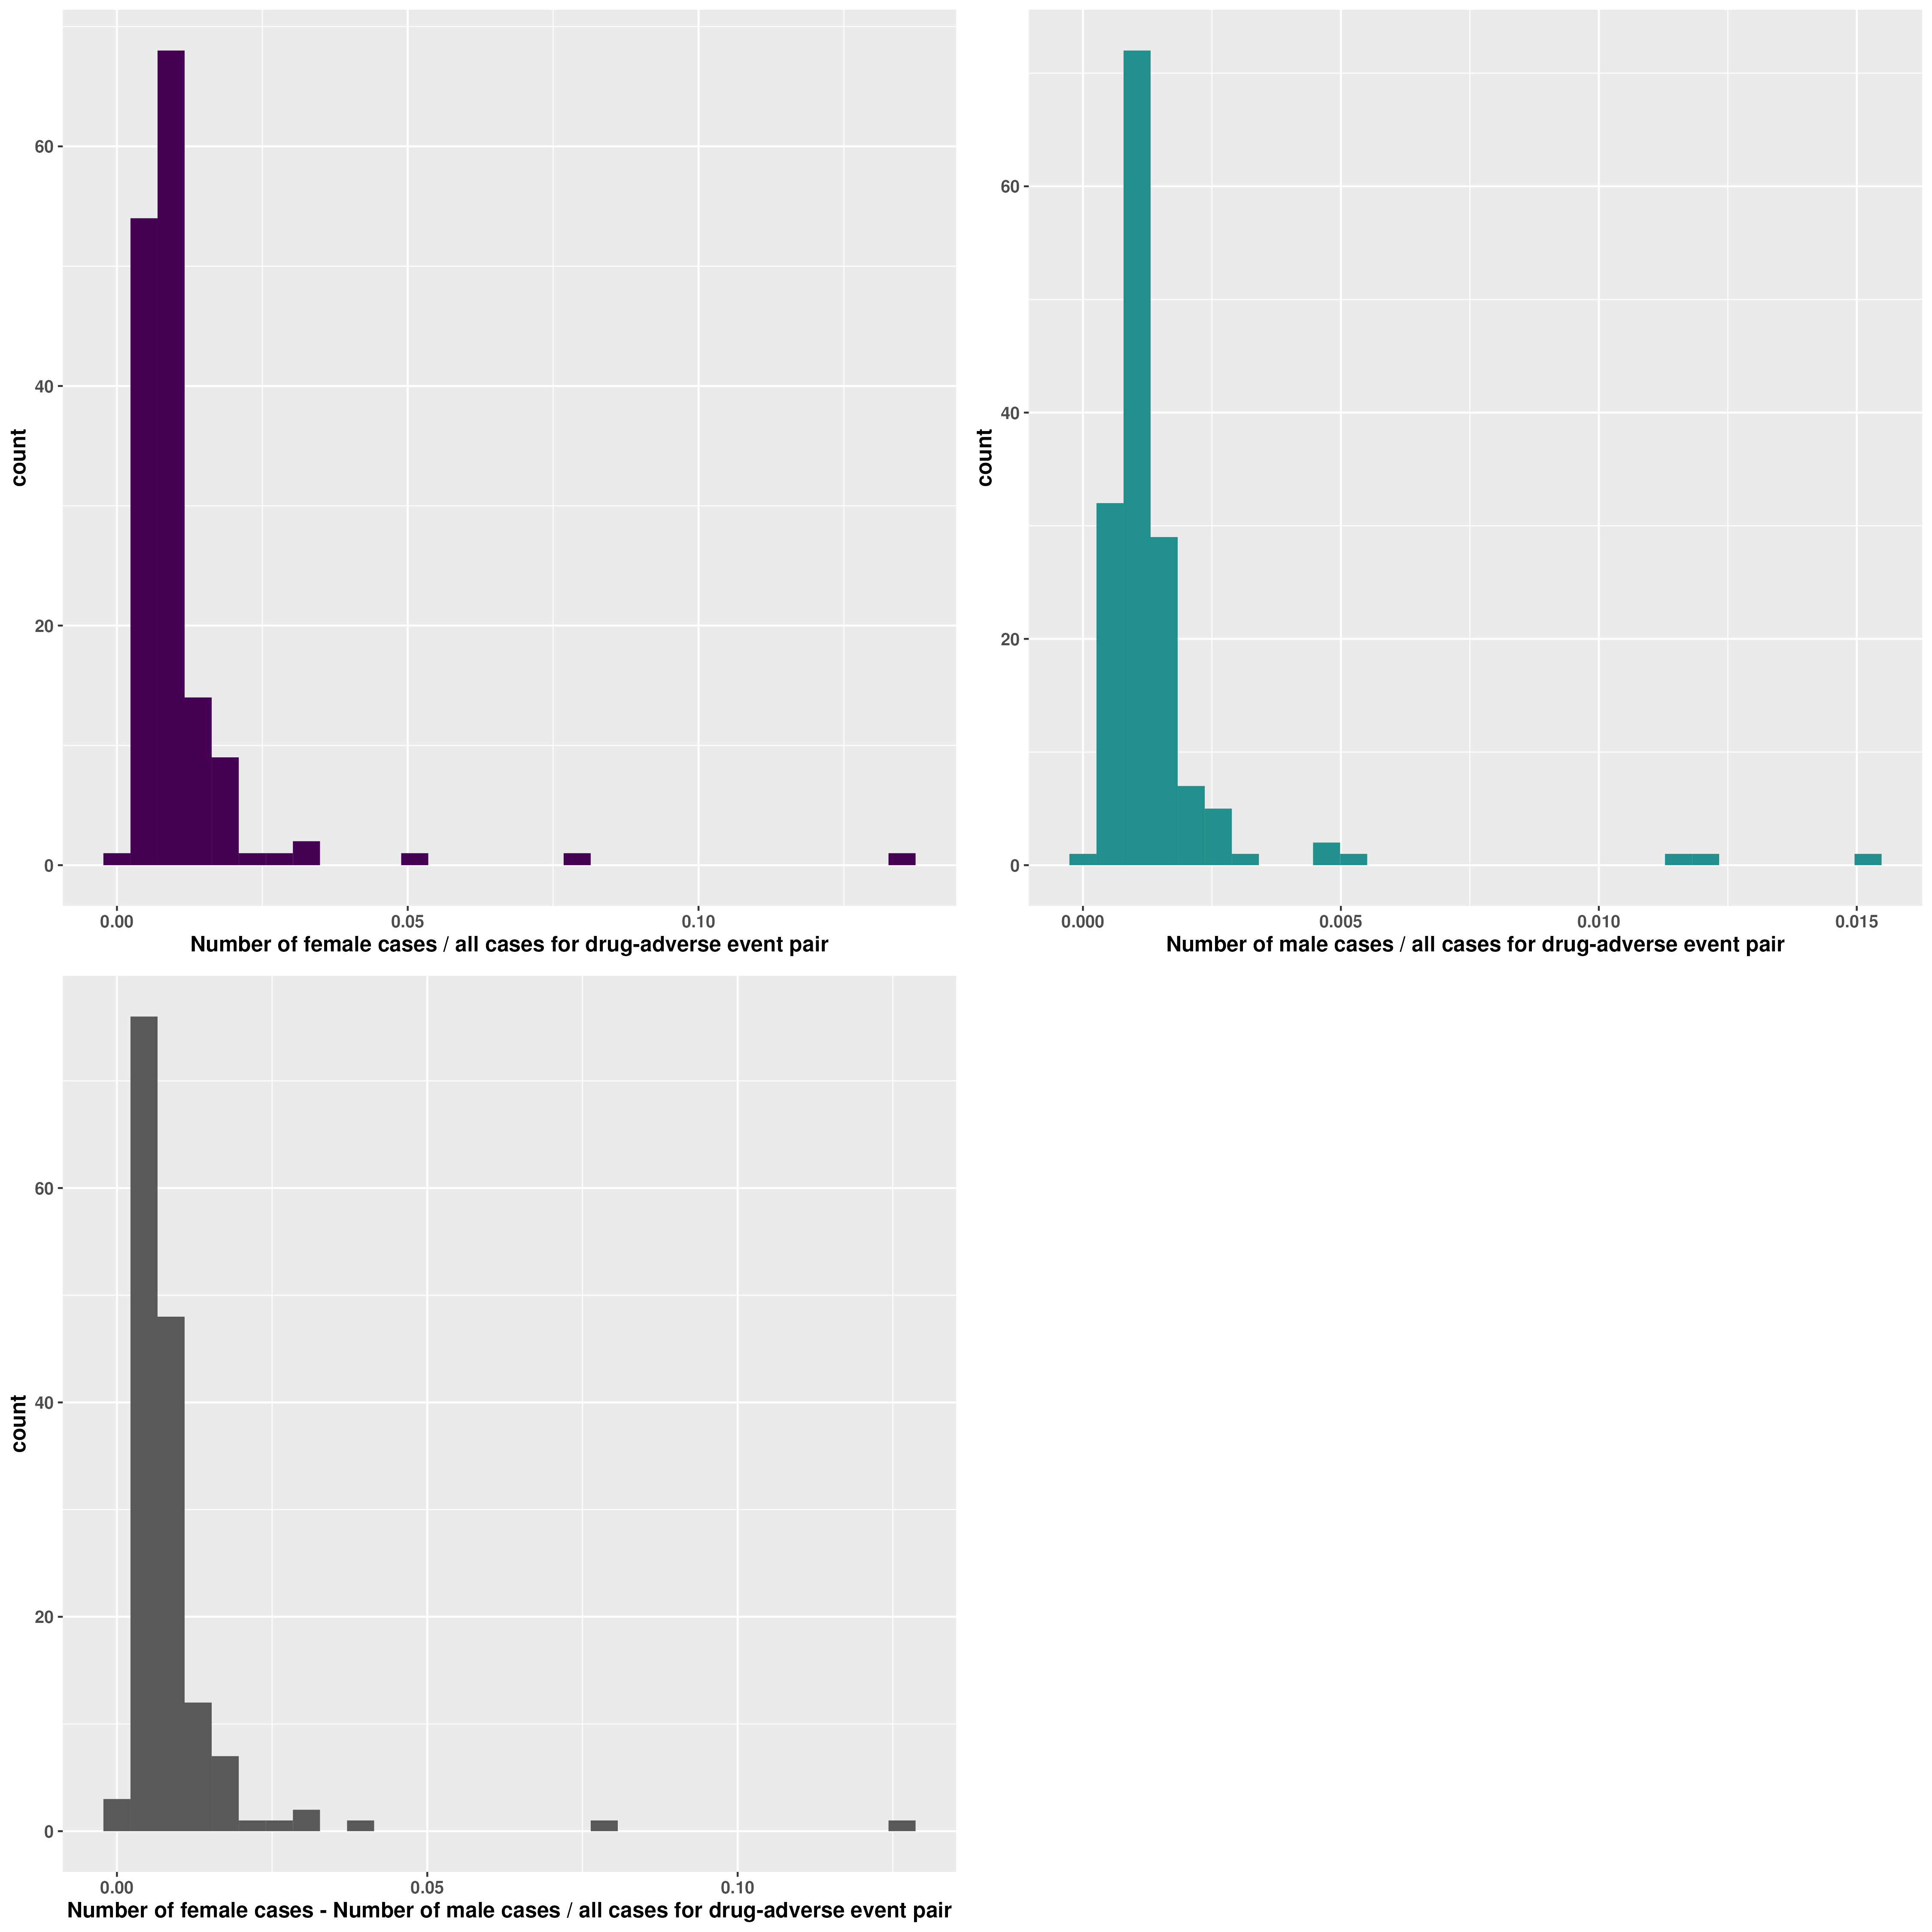 60
40
20
0
count
0.00 0.05 0.10
Number of female cases / all cases for drug-adverse event pair
60
40
20
0
count
0.000 0.005 0.010 0.015
Number of male cases / all cases for drug-adverse event pair
60
40
20
0
count
0.00 0.05 0.10
Number of female cases - Number of male cases / all cases for drug-adverse event pair